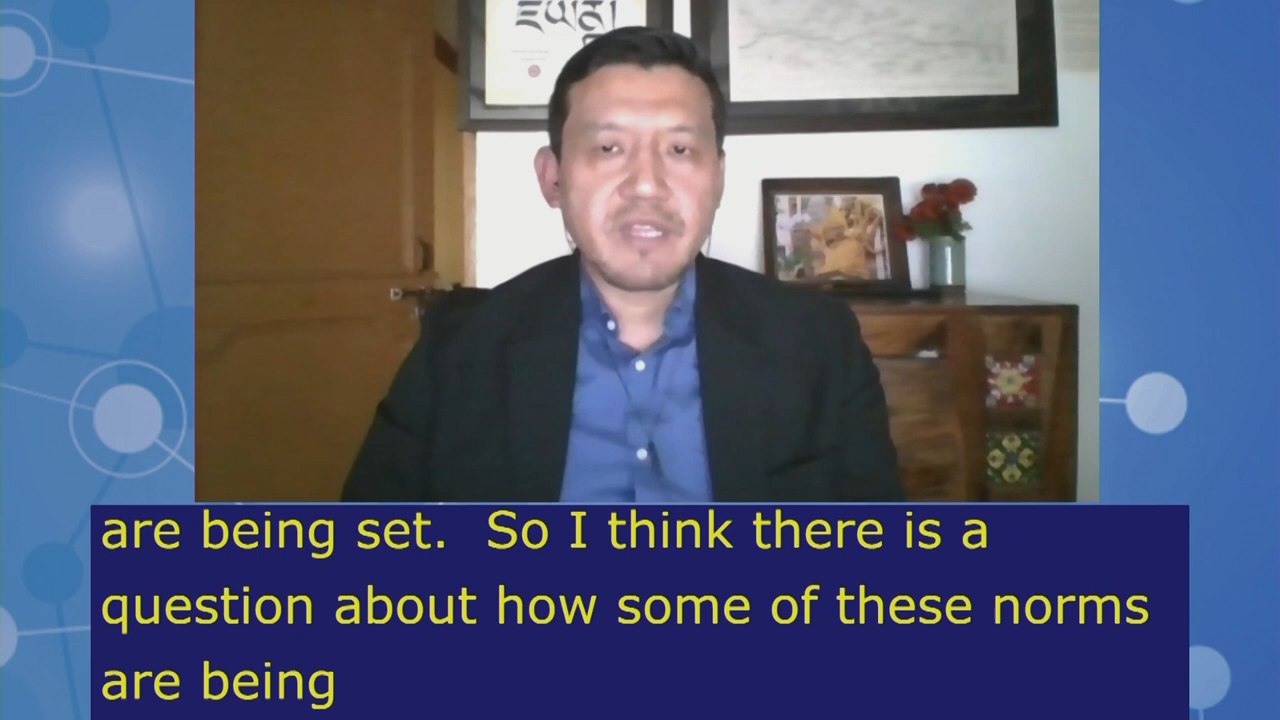 are being set.  So I think there is a
question about how some of these norms
are being